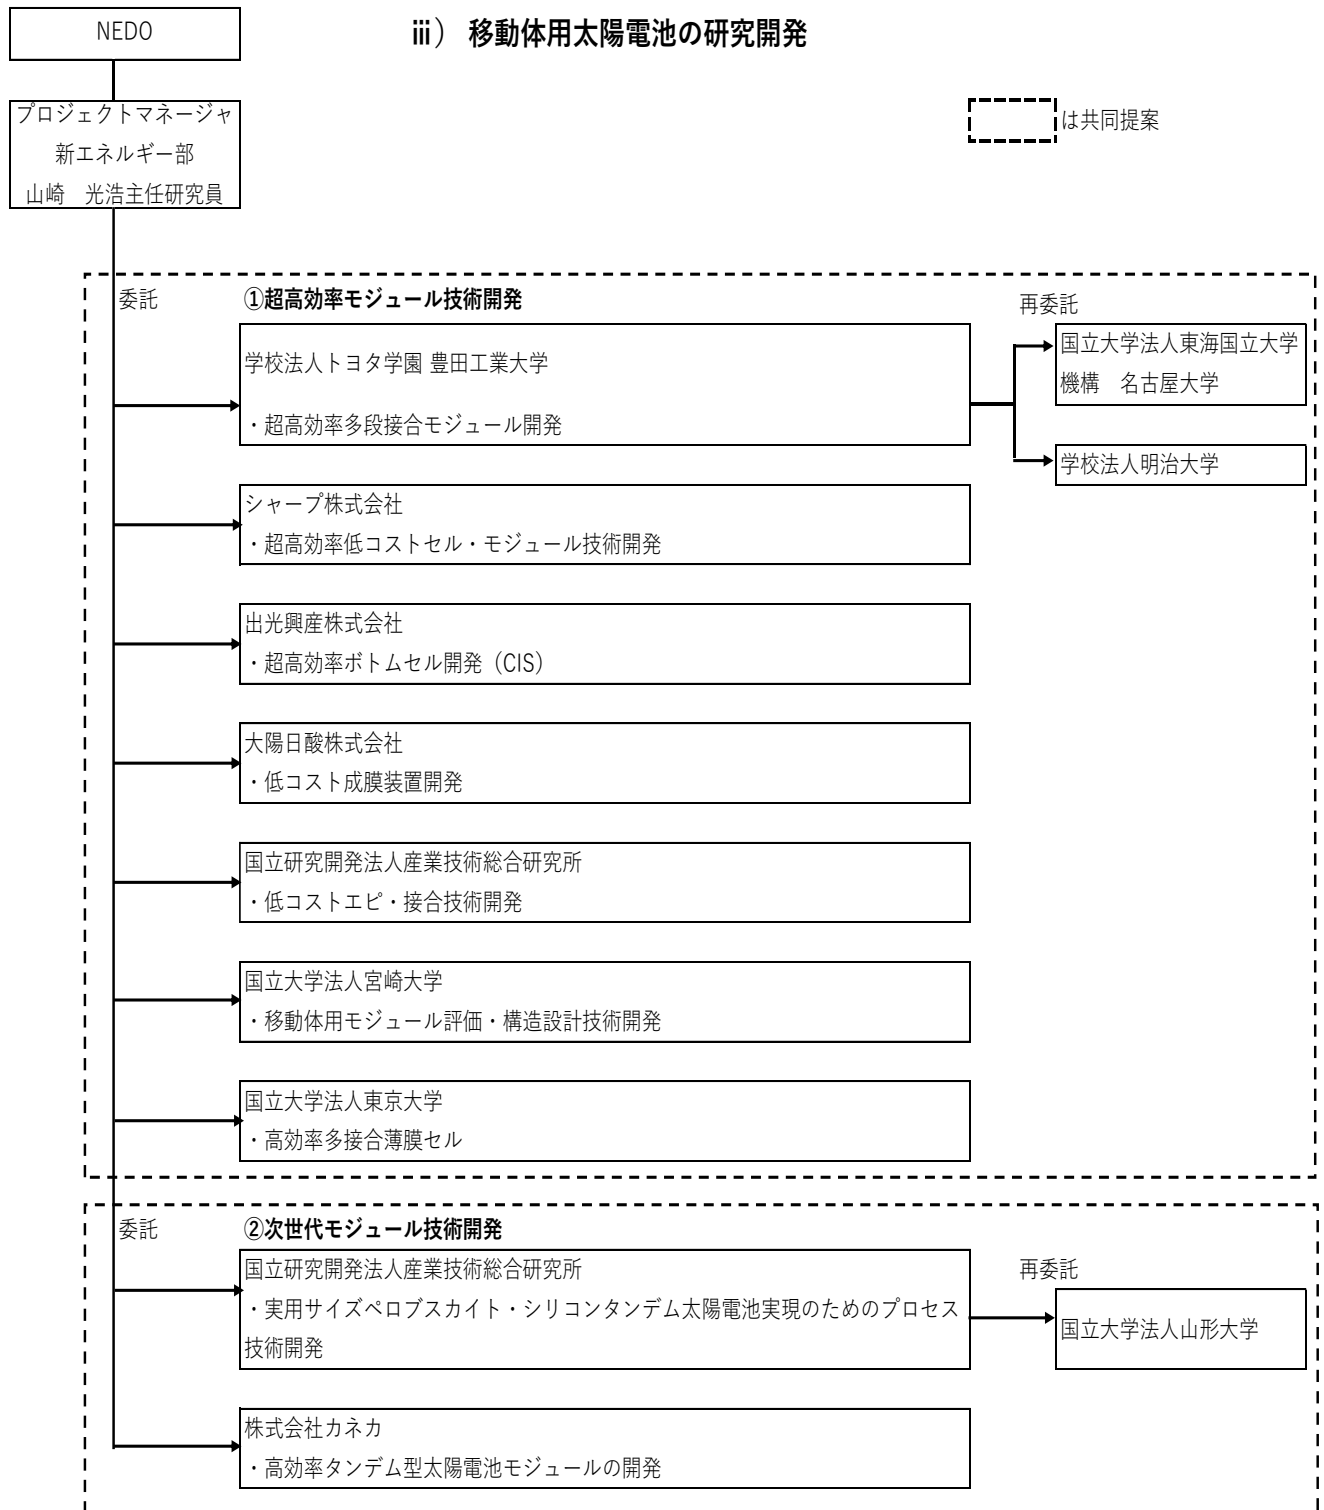 NEDO
ⅲ） 移動体用太陽電池の研究開発
プロジェクトマネージャ
新エネルギー部
山崎　光浩主任研究員
は共同提案
委託
①超高効率モジュール技術開発
再委託
学校法人トヨタ学園 豊田工業大学
・超高効率多段接合モジュール開発
国立大学法人東海国立大学
機構　名古屋大学
学校法人明治大学
シャープ株式会社
・超高効率低コストセル・モジュール技術開発
出光興産株式会社
・超高効率ボトムセル開発（CIS）
大陽日酸株式会社
・低コスト成膜装置開発
国立研究開発法人産業技術総合研究所
・低コストエピ・接合技術開発
国立大学法人宮崎大学
・移動体用モジュール評価・構造設計技術開発
国立大学法人東京大学
・高効率多接合薄膜セル
委託
②次世代モジュール技術開発
国立研究開発法人産業技術総合研究所
・実用サイズペロブスカイト・シリコンタンデム太陽電池実現のためのプロセス
技術開発
再委託
国立大学法人山形大学
株式会社カネカ
・高効率タンデム型太陽電池モジュールの開発